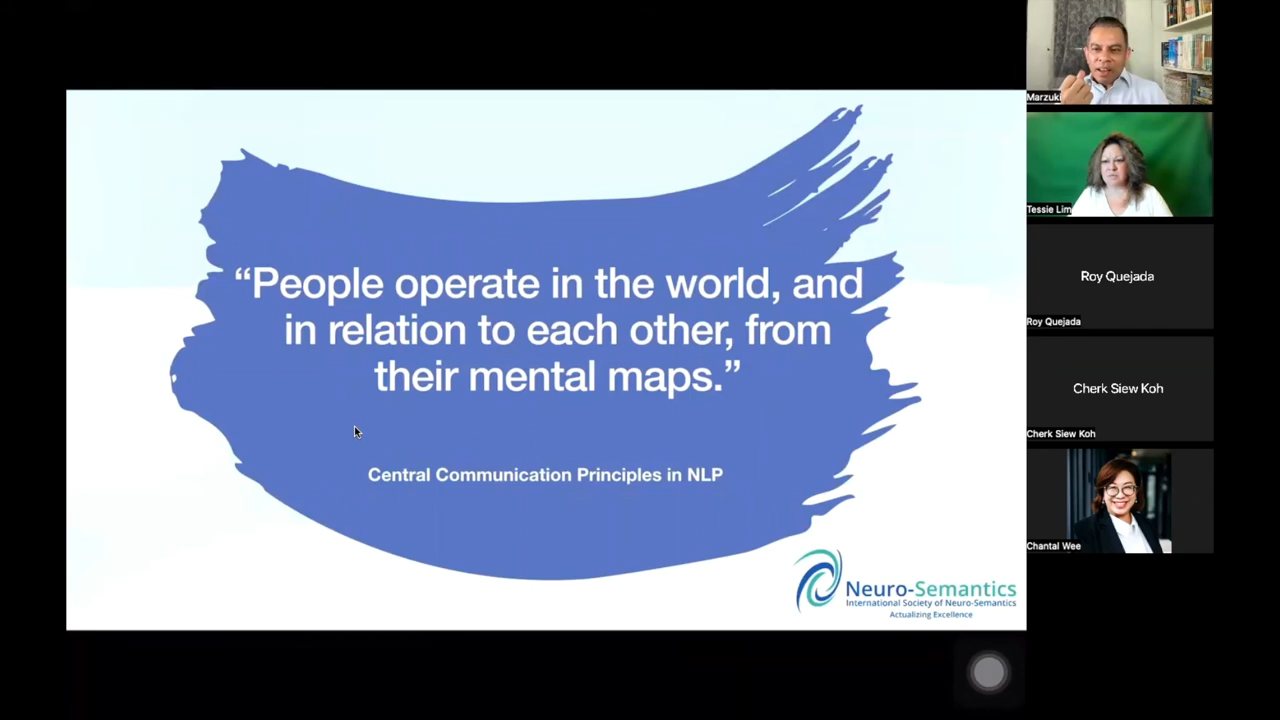 “People operate in the world, and
in relation to each other, from
their mental maps.”
Central Communication Principles in NLP
Neuro-Semantics
International Society of Neuro-Semantics
Actualizing Excellence
Marzuki
Tessie Lim
Roy Quejada
Roy Quejada
Cherk Siew Koh
Cherk Siew Koh
Chantal Wee